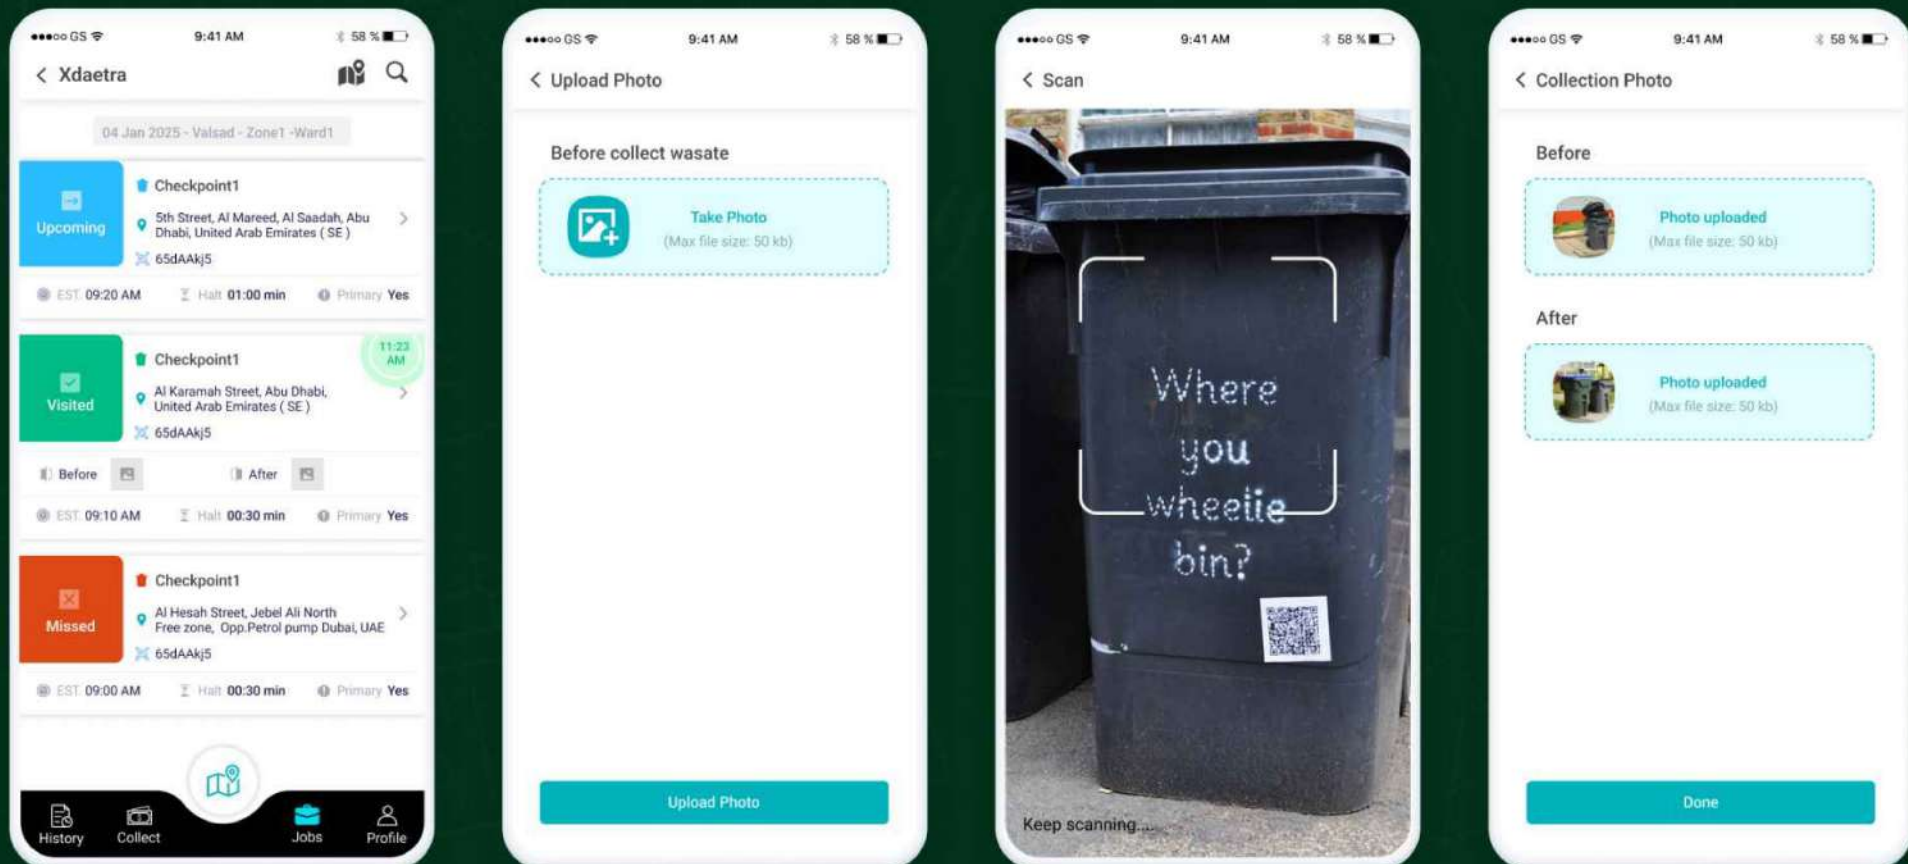 GS 9:41 AM 58 %
Xdaetra
04 Jan 2025 - Valsad - Zone1 -Ward1
Upcoming
Checkpoint1
5th Street, Al Mareed, Al Saadah, Abu
Dhabi, United Arab Emirates ( SE )
65dAAkj5
EST. 09:20 AM Halt 01:00 min Primary Yes
Visited
Checkpoint1
11:23
AM
Al Karamah Street, Abu Dhabi,
United Arab Emirates ( SE )
65dAAkj5
Before After
EST. 09:10 AM Halt 00:30 min Primary Yes
Missed
Checkpoint1
Al Hesah Street, Jebel Ali North
Free zone, Opp.Petrol pump Dubai, UAE
65dAAkj5
EST. 09:00 AM Halt 00:30 min Primary Yes
History Collect Jobs Profile
GS 9:41 AM 58 %
Upload Photo
Before collect wasate
Take Photo
(Max file size: 50 kb)
Upload Photo
GS 9:41 AM 58 %
Scan
Where
you
wheelie
bin?
Keep scanning....
GS 9:41 AM 58 %
Collection Photo
Before
Photo uploaded
(Max file size: 50 kb)
After
Photo uploaded
(Max file size: 50 kb)
Done